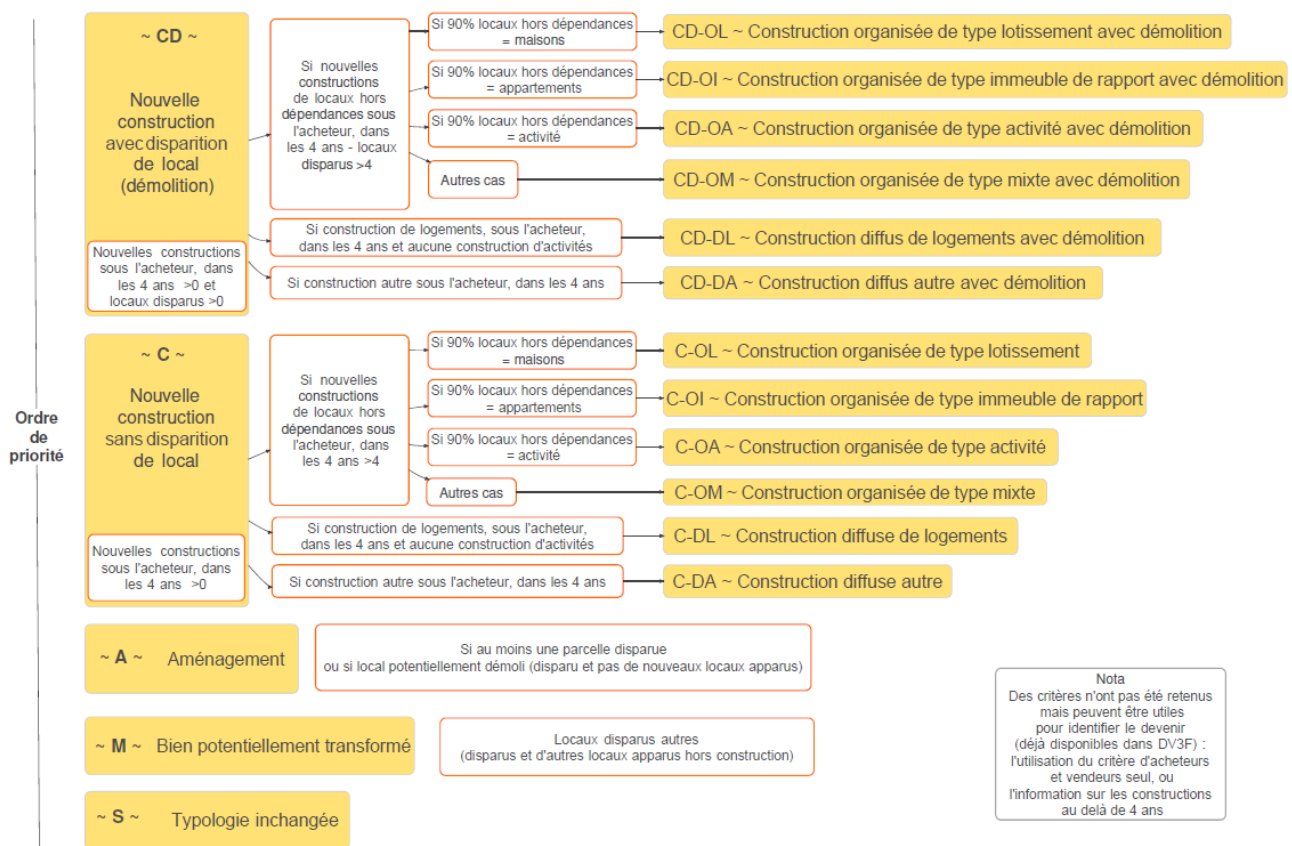 Ordre
de
priorité
~ CD ~
Nouvelle
construction
avec disparition
de local
(démolition)
Nouvelles constructions
sous l'acheteur, dans
les 4 ans >0 et
locaux disparus >0
Si nouvelles
constructions
de locaux hors
dépendances sous
l'acheteur, dans
les 4 ans - locaux
disparus >4
Si 90% locaux hors dépendances
= maisons
CD-OL ~ Construction organisée de type lotissement avec démolition
Si 90% locaux hors dépendances
= appartements
CD-OI ~ Construction organisée de type immeuble de rapport avec démolition
Si 90% locaux hors dépendances
= activité
CD-OA ~ Construction organisée de type activité avec démolition
Autres cas
CD-OM ~ Construction organisée de type mixte avec démolition
Si construction de logements, sous l'acheteur,
dans les 4 ans et aucune construction d'activités
CD-DL ~ Construction diffus de logements avec démolition
Si construction autre sous l'acheteur, dans les 4 ans
CD-DA ~ Construction diffus autre avec démolition
~ C ~
Nouvelle
construction
sans disparition
de local
Nouvelles constructions
sous l'acheteur, dans
les 4 ans >0
Si nouvelles
constructions
de locaux hors
dépendances sous
l'acheteur, dans
les 4 ans >4
Si 90% locaux hors dépendances
= maisons
C-OL ~ Construction organisée de type lotissement
Si 90% locaux hors dépendances
= appartements
C-OI ~ Construction organisée de type immeuble de rapport
Si 90% locaux hors dépendances
= activité
C-OA ~ Construction organisée de type activité
Autres cas
C-OM ~ Construction organisée de type mixte
Si construction de logements, sous l'acheteur,
dans les 4 ans et aucune construction d'activités
C-DL ~ Construction diffuse de logements
Si construction autre sous l'acheteur, dans les 4 ans
C-DA ~ Construction diffuse autre
~ A ~ Aménagement
Si au moins une parcelle disparue
ou si local potentiellement démoli (disparu et pas de nouveaux locaux apparus)
~ M ~ Bien potentiellement transformé
Locaux disparus autres
(disparus et d'autres locaux apparus hors construction)
~ S ~ Typologie inchangée
Nota
Des critères n'ont pas été retenus
mais peuvent être utiles
pour identifier le devenir
(déjà disponibles dans DV3F) :
l'utilisation du critère d'acheteurs
et vendeurs seul, ou
l'information sur les constructions
au delà de 4 ans